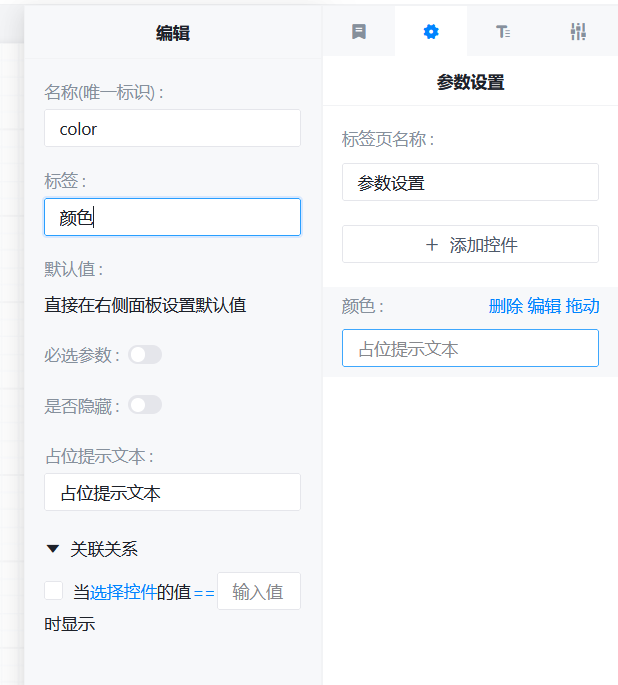 编辑
名称(唯一标识) :
color
标签 :
颜色
默认值 :
直接在右侧面板设置默认值
必选参数 :
是否隐藏 :
占位提示文本 :
占位提示文本
关联关系
当选择控件的值 == 输入值
时显示
参数设置
标签页名称 :
参数设置
+ 添加控件
颜色 : 删除 编辑 拖动
占位提示文本